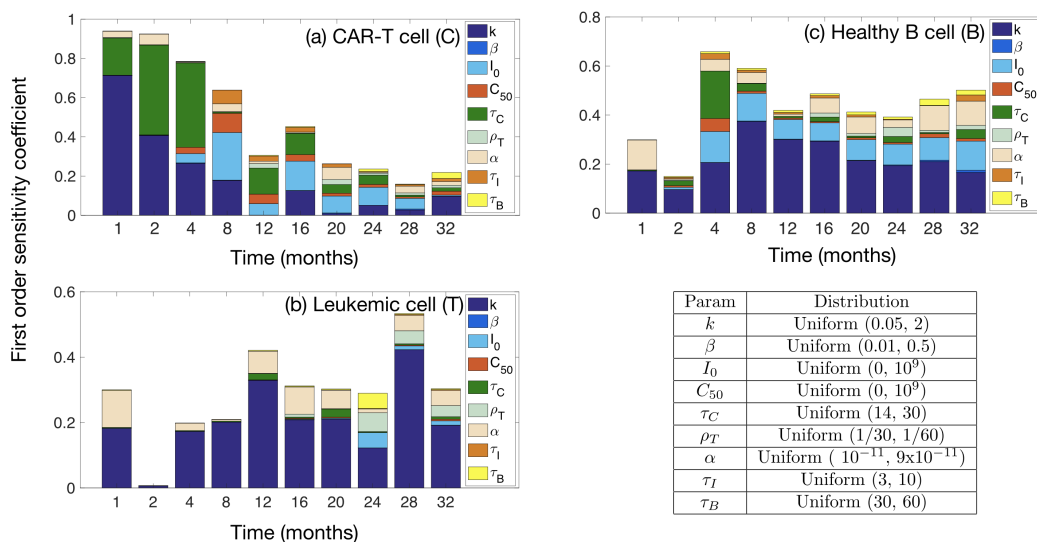 First order sensitivity coefficient
(a) CAR-T cell (C)
1
0.8
0.6
0.4
0.2
0
1 2 4 8 12 16 20 24 28 32
Time (months)
k
β
I0
C50
τC
ρT
α
τI
τB
(b) Leukemic cell (T)
0.6
0.4
0.2
0
1 2 4 8 12 16 20 24 28 32
Time (months)
k
β
I0
C50
τC
ρT
α
τI
τB
(c) Healthy B cell (B)
0.8
0.6
0.4
0.2
0
1 2 4 8 12 16 20 24 28 32
Time (months)
k
β
I0
C50
τC
ρT
α
τI
τB
Param Distribution
k Uniform (0.05, 2)
β Uniform (0.01, 0.5)
I0 Uniform (0, 10⁹)
C50 Uniform (0, 10⁹)
τC Uniform (14, 30)
ρT Uniform (1/30, 1/60)
α Uniform ( 10⁻¹¹, 9x10⁻¹¹)
τI Uniform (3, 10)
τB Uniform (30, 60)